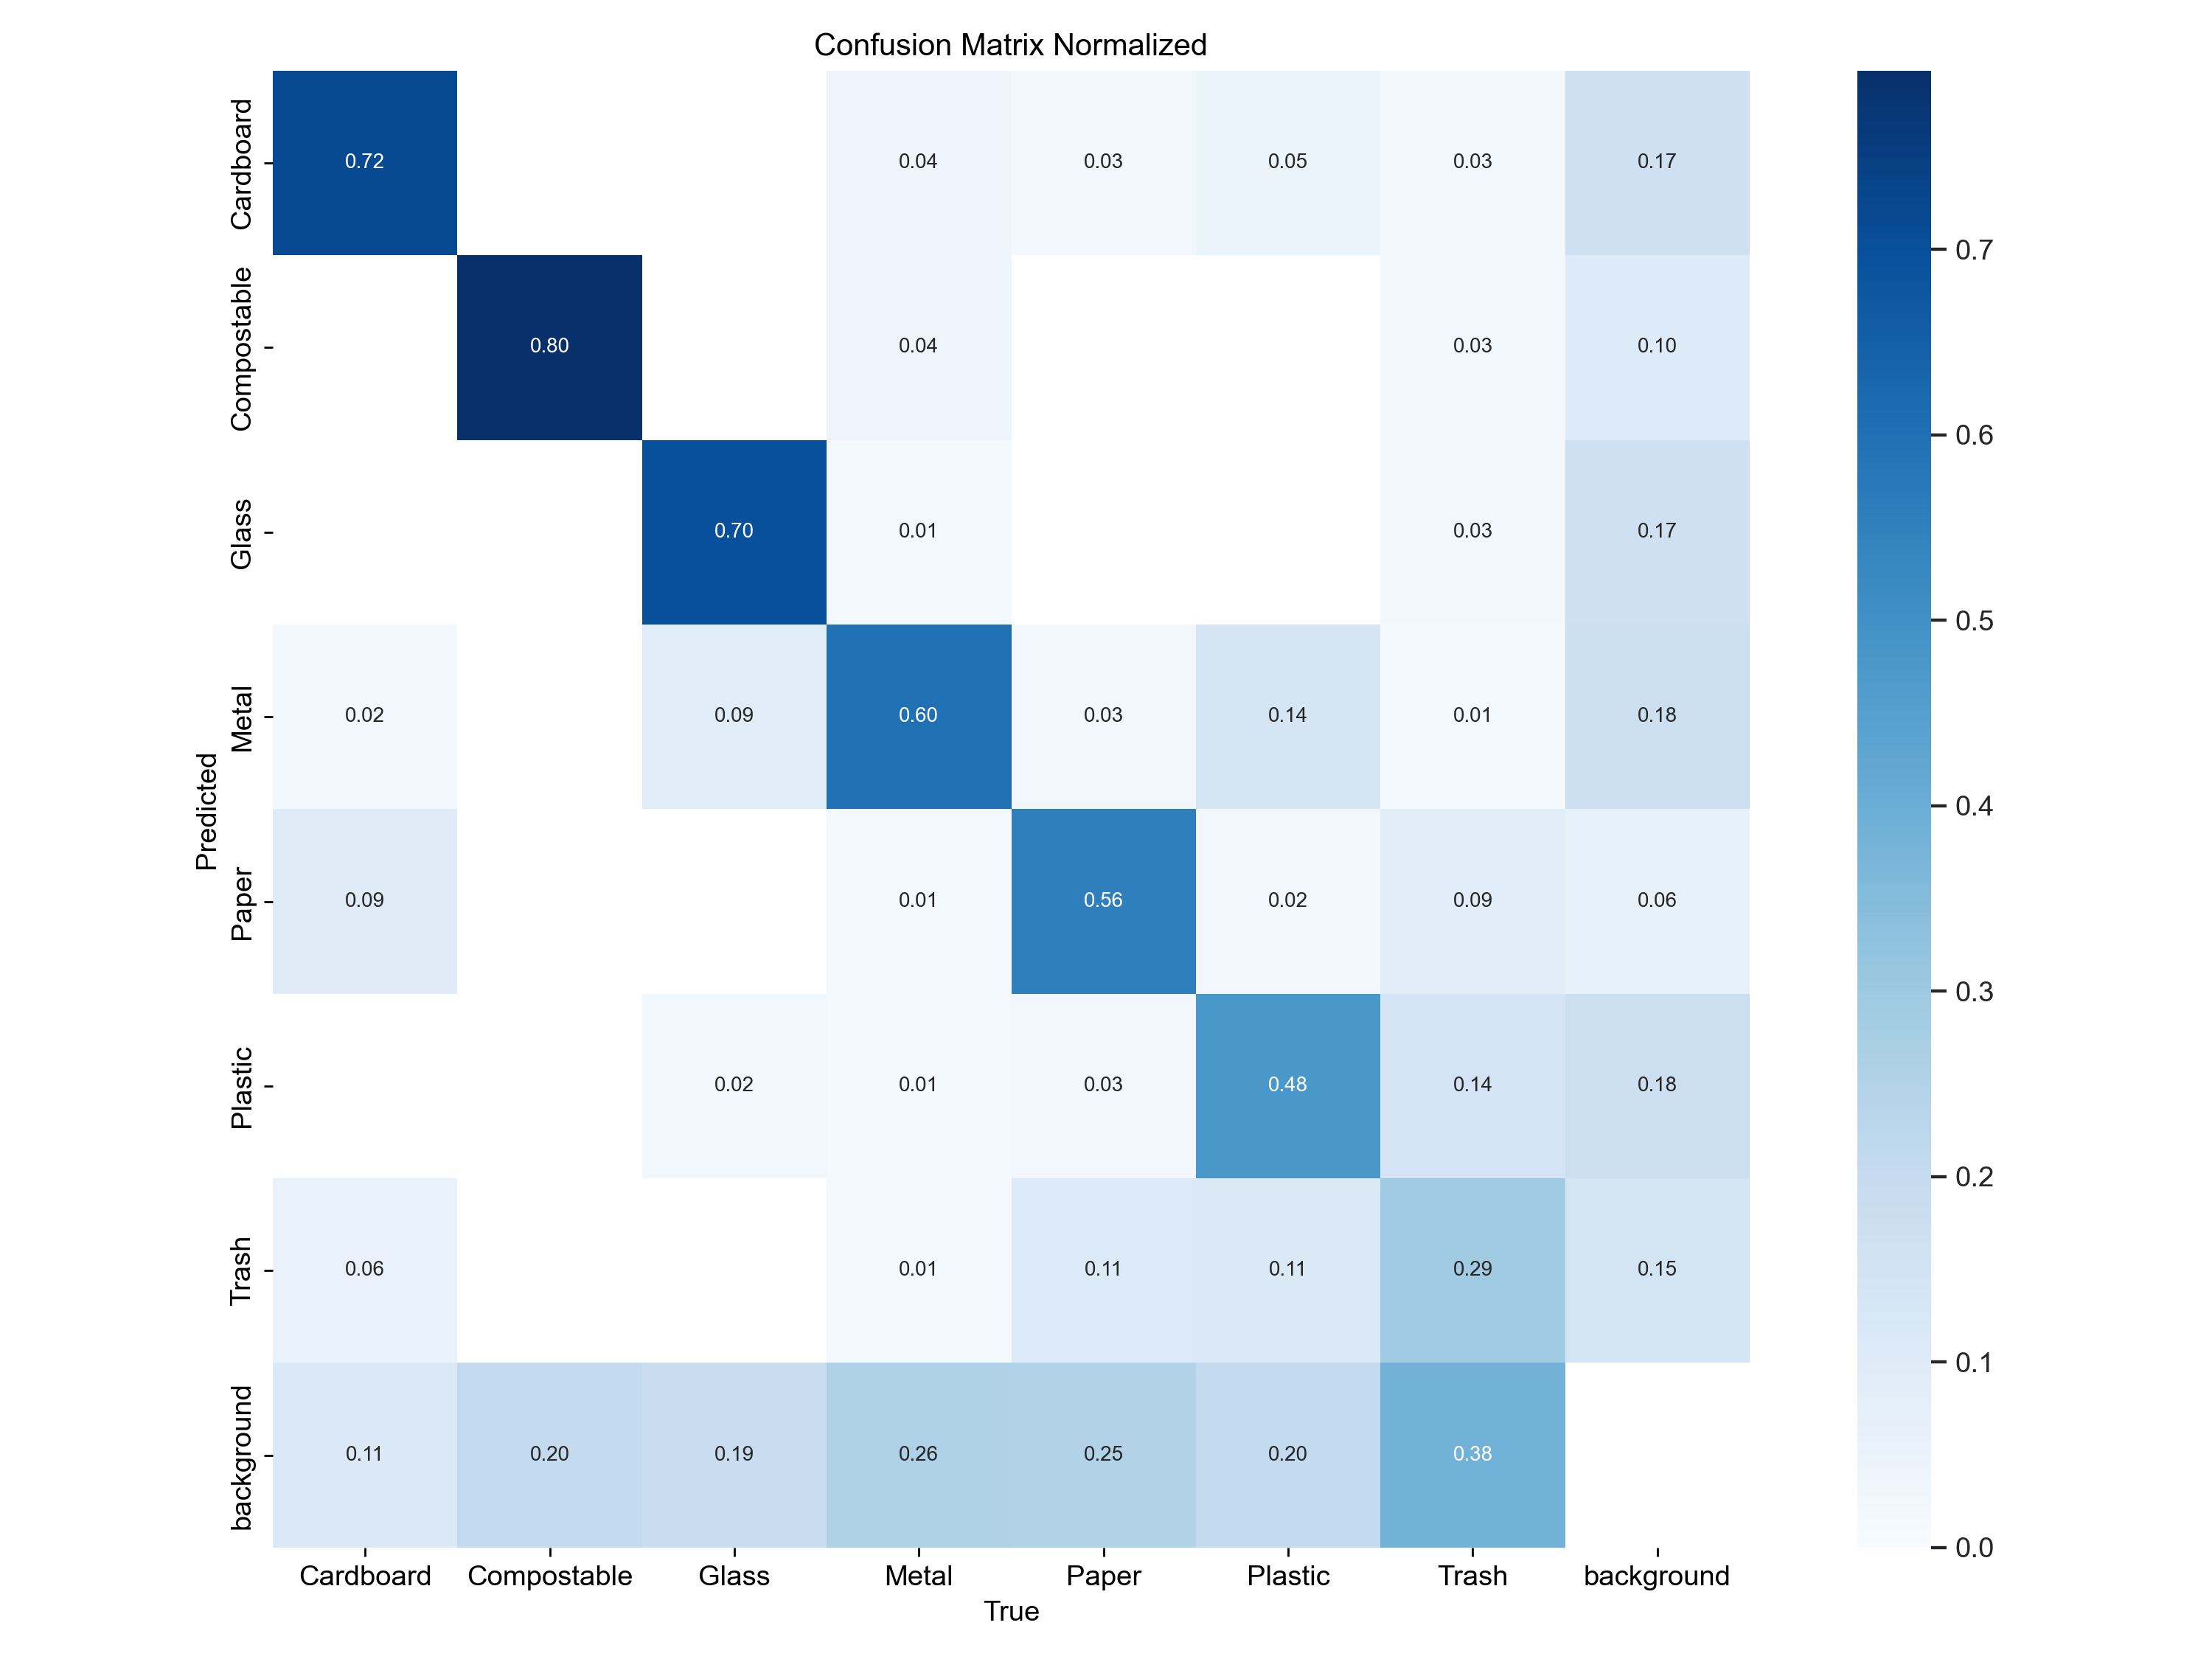 Confusion Matrix Normalized
Cardboard 0.72 0.04 0.03 0.05 0.03 0.17
Compostable 0.80 0.04 0.03 0.10
Glass 0.70 0.01 0.03 0.17
Metal 0.02 0.09 0.60 0.03 0.14 0.01 0.18
Paper 0.09 0.01 0.56 0.02 0.09 0.06
Plastic 0.02 0.01 0.03 0.48 0.14 0.18
Trash 0.06 0.01 0.11 0.11 0.29 0.15
background 0.11 0.20 0.19 0.26 0.25 0.20 0.38
Predicted
Cardboard Compostable Glass Metal Paper Plastic Trash background
True
0.7
0.6
0.5
0.4
0.3
0.2
0.1
0.0